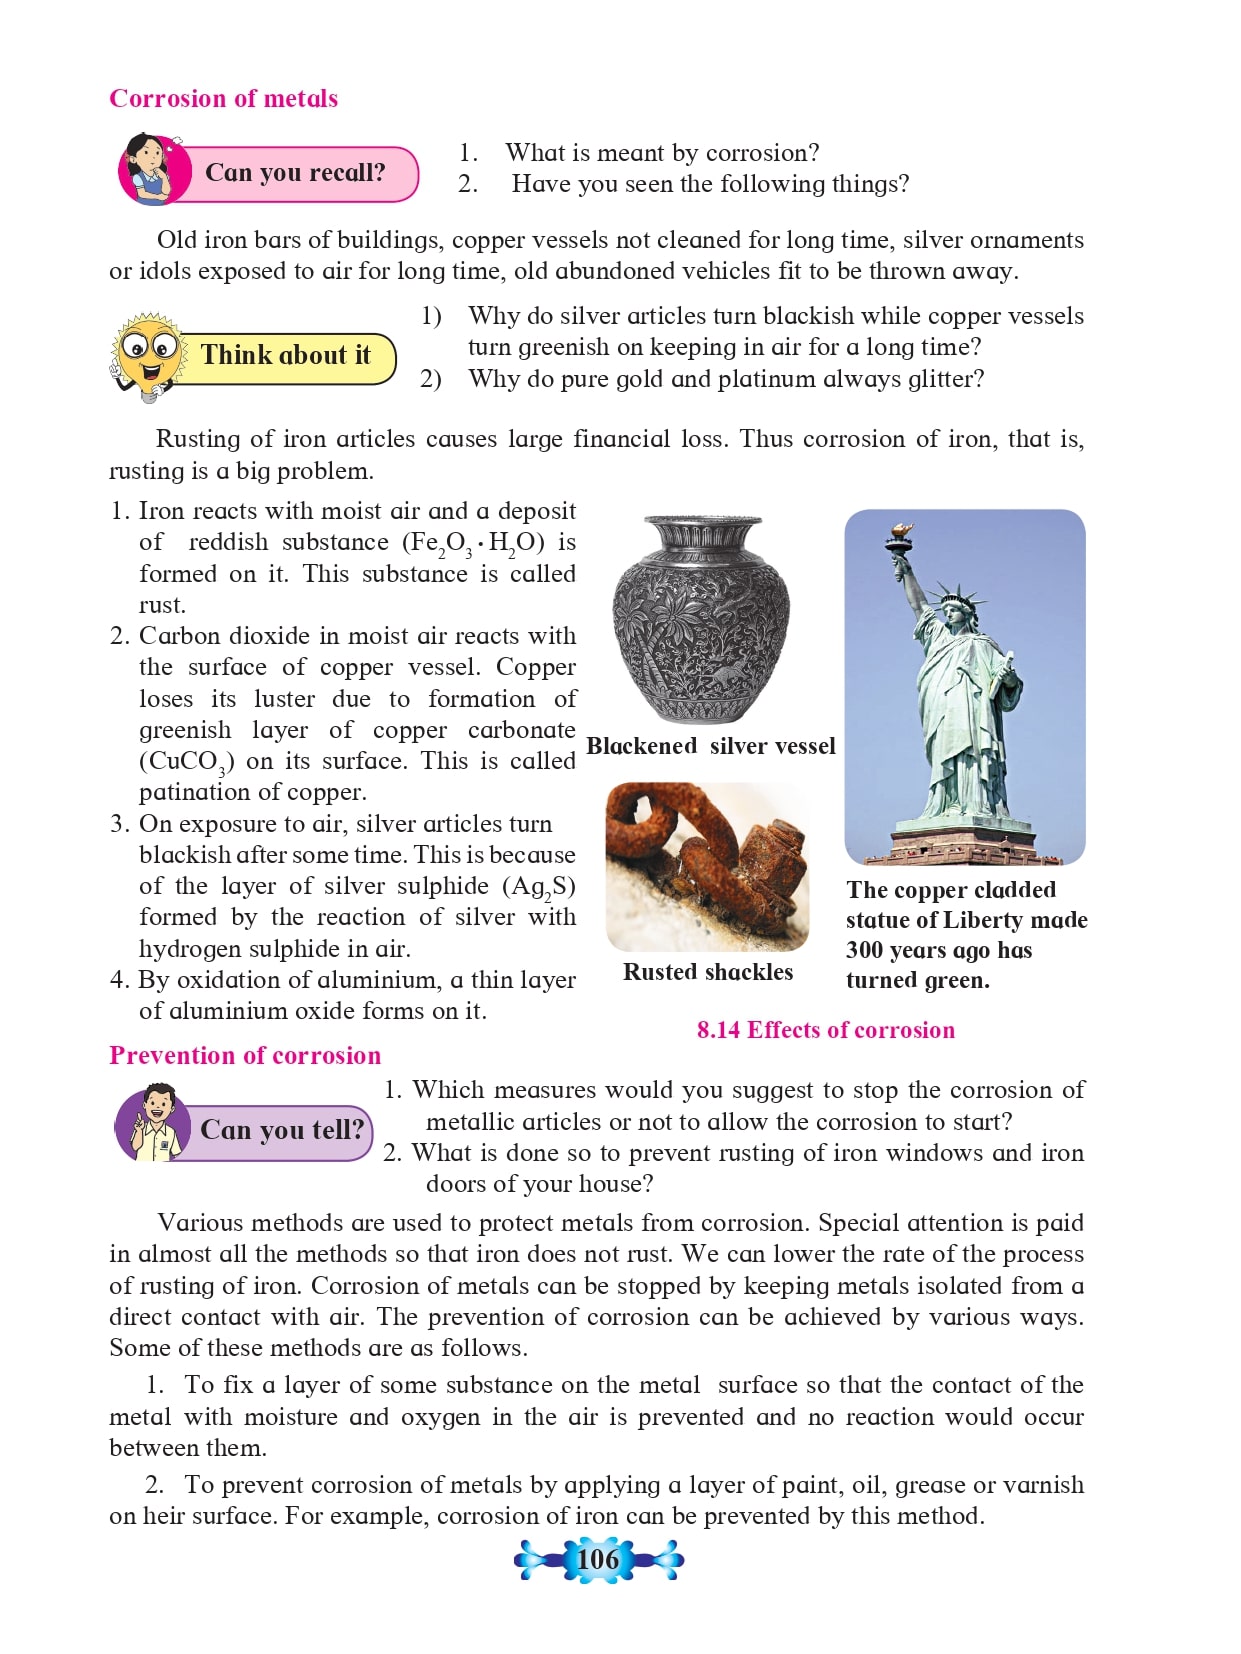 Corrosion of metals
Can you recall?
1. What is meant by corrosion?
2. Have you seen the following things?
Old iron bars of buildings, copper vessels not cleaned for long time, silver ornaments
or idols exposed to air for long time, old abundoned vehicles fit to be thrown away.
Think about it
1) Why do silver articles turn blackish while copper vessels
turn greenish on keeping in air for a long time?
2) Why do pure gold and platinum always glitter?
Rusting of iron articles causes large financial loss. Thus corrosion of iron, that is,
rusting is a big problem.
1. Iron reacts with moist air and a deposit
of reddish substance (Fe₂O₃·H₂O) is
formed on it. This substance is called
rust.
2. Carbon dioxide in moist air reacts with
the surface of copper vessel. Copper
loses its luster due to formation of
greenish layer of copper carbonate
(CuCO₃) on its surface. This is called
patination of copper.
3. On exposure to air, silver articles turn
blackish after some time. This is because
of the layer of silver sulphide (Ag₂S)
formed by the reaction of silver with
hydrogen sulphide in air.
4. By oxidation of aluminium, a thin layer
of aluminium oxide forms on it.
Blackened silver vessel
Rusted shackles
The copper cladded
statue of Liberty made
300 years ago has
turned green.
8.14 Effects of corrosion
Prevention of corrosion
Can you tell?
1. Which measures would you suggest to stop the corrosion of
metallic articles or not to allow the corrosion to start?
2. What is done so to prevent rusting of iron windows and iron
doors of your house?
Various methods are used to protect metals from corrosion. Special attention is paid
in almost all the methods so that iron does not rust. We can lower the rate of the process
of rusting of iron. Corrosion of metals can be stopped by keeping metals isolated from a
direct contact with air. The prevention of corrosion can be achieved by various ways.
Some of these methods are as follows.
1. To fix a layer of some substance on the metal surface so that the contact of the
metal with moisture and oxygen in the air is prevented and no reaction would occur
between them.
2. To prevent corrosion of metals by applying a layer of paint, oil, grease or varnish
on heir surface. For example, corrosion of iron can be prevented by this method.
106